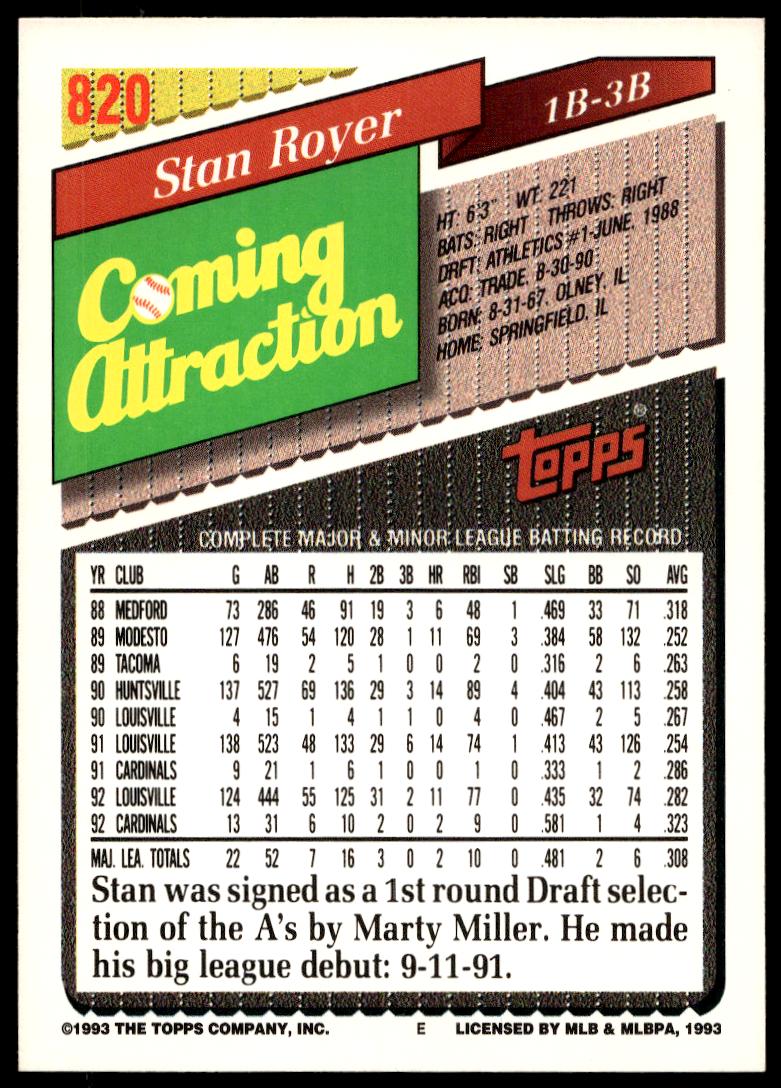 820
Stan Royer
1B-3B
Coming
Attraction
HT: 6'3" WT: 221
BATS: RIGHT THROWS: RIGHT
DRFT: ATHLETICS #1-JUNE, 1988
ACQ: TRADE, 8-30-90
BORN: 8-31-67, OLNEY, IL
HOME: SPRINGFIELD, IL
topps®
COMPLETE MAJOR & MINOR LEAGUE BATTING RECORD
YR CLUB G AB R H 2B 3B HR RBI SB SLG BB SO AVG
88 MEDFORD 73 286 46 91 19 3 6 48 1 .469 33 71 .318
89 MODESTO 127 476 54 120 28 1 11 69 3 .384 58 132 .252
89 TACOMA 6 19 2 5 1 0 0 2 0 .316 2 6 .263
90 HUNTSVILLE 137 527 69 136 29 3 14 89 4 .404 43 113 .258
90 LOUISVILLE 4 15 1 4 1 1 0 4 0 .467 2 5 .267
91 LOUISVILLE 138 523 48 133 29 6 14 74 1 .413 43 126 .254
91 CARDINALS 9 21 1 6 1 0 0 1 0 .333 1 2 .286
92 LOUISVILLE 124 444 55 125 31 2 11 77 0 .435 32 74 .282
92 CARDINALS 13 31 6 10 2 0 2 9 0 .581 1 4 .323
MAJ. LEA. TOTALS 22 52 7 16 3 0 2 10 0 .481 2 6 .308
Stan was signed as a 1st round Draft selec-
tion of the A's by Marty Miller. He made
his big league debut: 9-11-91.
©1993 THE TOPPS COMPANY, INC. E LICENSED BY MLB & MLBPA, 1993